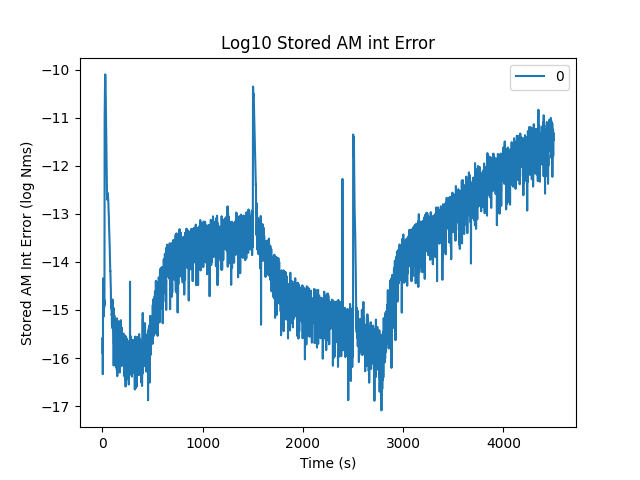 Log10 Stored AM int Error
0
Stored AM Int Error (log Nms)
−10
−11
−12
−13
−14
−15
−16
−17
0 1000 2000 3000 4000
Time (s)